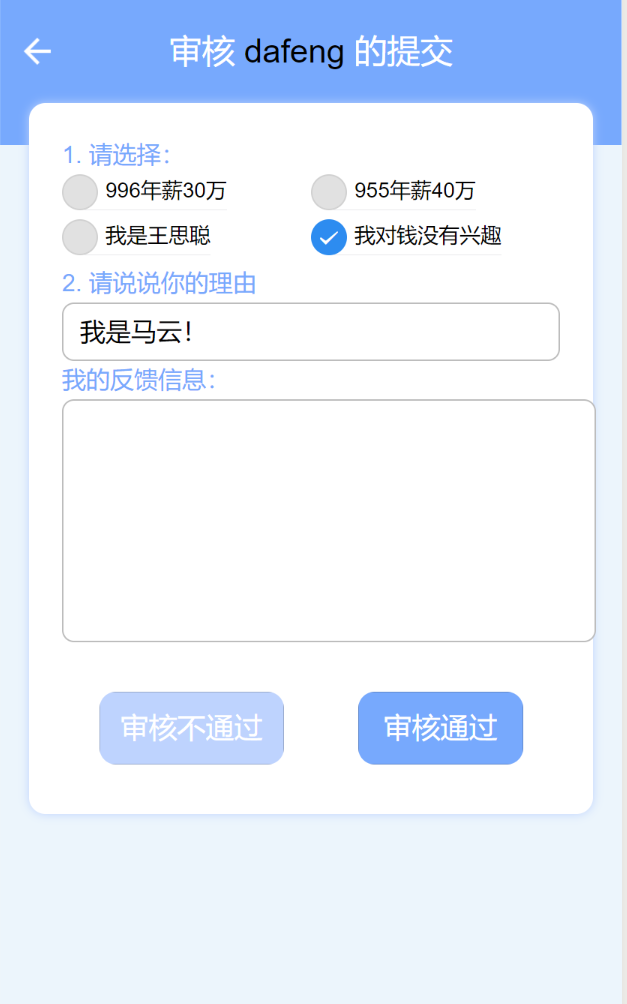 审核 dafeng 的提交
1. 请选择：
996年薪30万 955年薪40万
我是王思聪 我对钱没有兴趣
2. 请说说你的理由
我是马云！
我的反馈信息：
审核不通过 审核通过